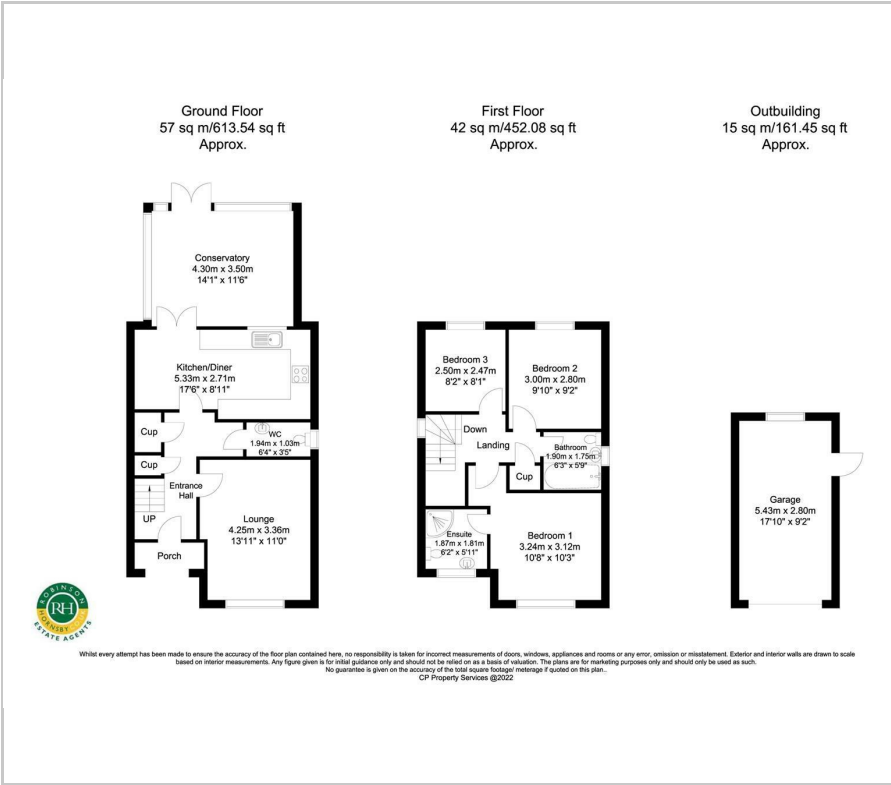 Ground Floor
57 sq m/613.54 sq ft
Approx.
First Floor
42 sq m/452.08 sq ft
Approx.
Outbuilding
15 sq m/161.45 sq ft
Approx.
Conservatory
4.30m x 3.50m
14'1" x 11'6"
Kitchen/Diner
5.33m x 2.71m
17'6" x 8'11"
Cup
WC
1.94m x 1.03m
6'4" x 3'5"
Cup
Entrance
Hall
UP
Lounge
4.25m x 3.36m
13'11" x 11'0"
Porch
Bedroom 3
2.50m x 2.47m
8'2" x 8'1"
Bedroom 2
3.00m x 2.80m
9'10" x 9'2"
Down
Landing
Bathroom
1.90m x 1.75m
6'3" x 5'9"
Cup
Ensuite
1.87m x 1.81m
6'2" x 5'11"
Bedroom 1
3.24m x 3.12m
10'8" x 10'3"
Garage
5.43m x 2.80m
17'10" x 9'2"
ROBINSON
RH
HORNSBY
ESTATE AGENTS
Whilst every attempt has been made to ensure the accuracy of the floor plan contained here, no responsibility is taken for incorrect measurements of doors, windows, appliances and rooms or any error, omission or misstatement. Exterior and interior walls are drawn to scale
based on interior measurements. Any figure given is for initial guidance only and should not be relied on as a basis of valuation. The plans are for marketing purposes only and should only be used as such.
No guarantee is given on the accuracy of the total square footage/ meterage if quoted on this plan..
CP Property Services @2022